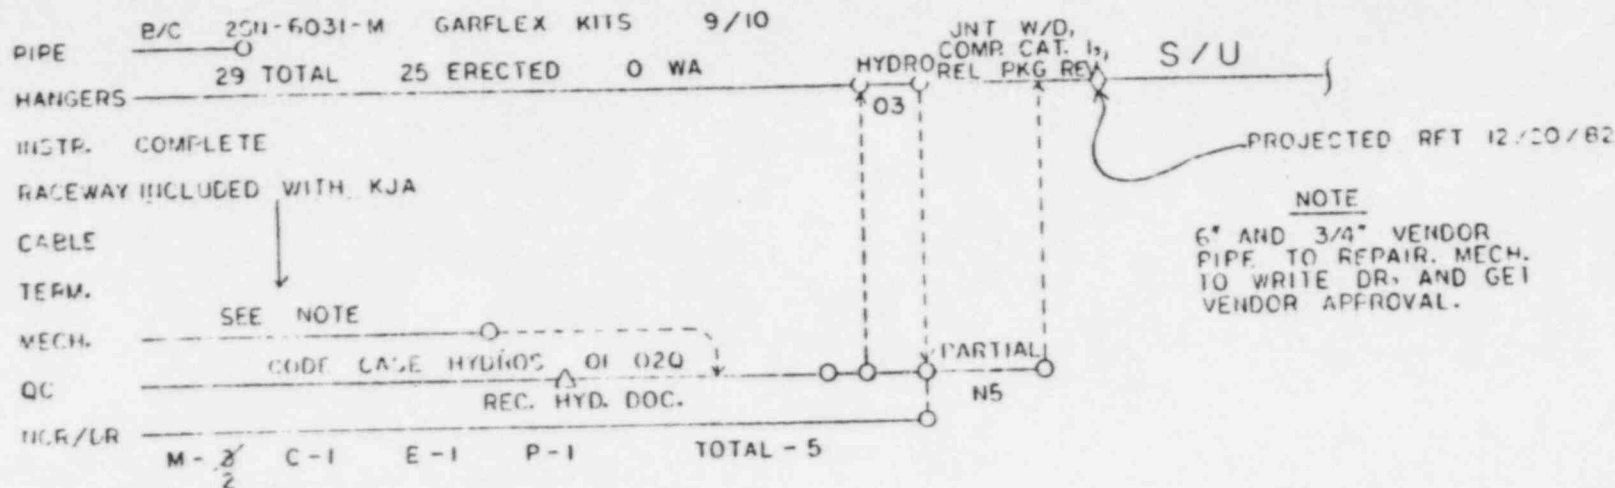 B/C 2SN-6031-M GARFLEX KITS 9/10
PIPE
29 TOTAL 25 ERECTED 0 WA
HANGERS
HYDRO
03
JNT W/D,
COMP. CAT. 1s,
REL PKG REV
S/U
PROJECTED RFT 12/20/82
INSTR. COMPLETE
RACEWAY INCLUDED WITH KJA
CABLE
TERM.
NOTE
6" AND 3/4" VENDOR
PIPE TO REPAIR. MECH.
TO WRITE DR, AND GET
VENDOR APPROVAL.
SEE NOTE
MECH.
CODE CASE HYDROS 01 02Q
QC
REC. HYD. DOC.
PARTIAL
N5
NCR/DR
M-3 C-1 E-1 P-1 TOTAL-5
2